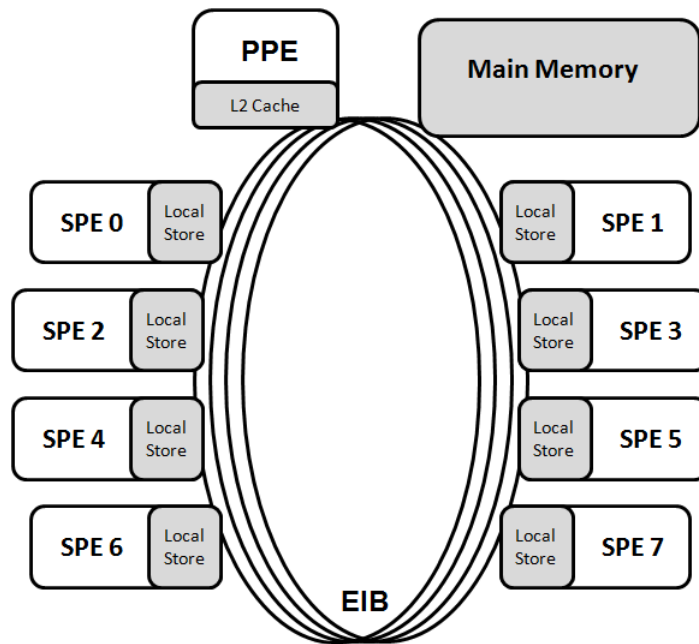 PPE
L2 Cache
Main Memory
SPE 0
Local
Store
Local
Store
SPE 1
SPE 2
Local
Store
Local
Store
SPE 3
SPE 4
Local
Store
Local
Store
SPE 5
SPE 6
Local
Store
Local
Store
SPE 7
EIB